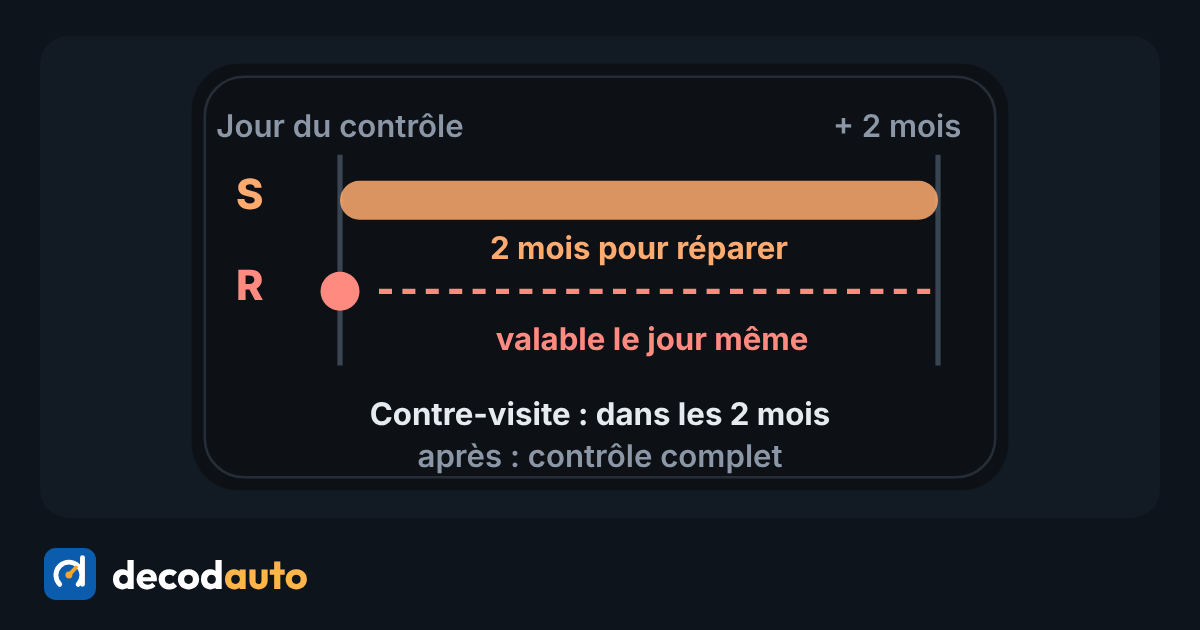 Jour du contrôle
+ 2 mois
S
2 mois pour réparer
R
valable le jour même
Contre-visite : dans les 2 mois
après : contrôle complet
decodauto